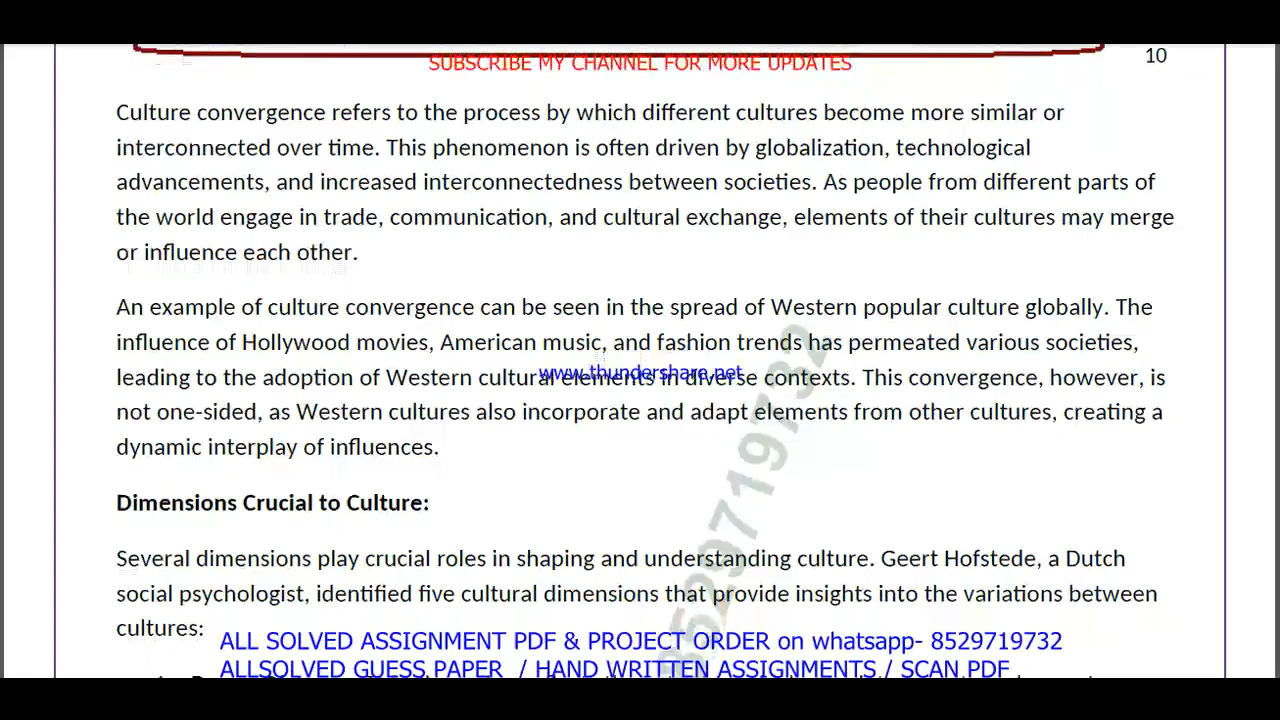 SUBSCRIBE MY CHANNEL FOR MORE UPDATES
10
Culture convergence refers to the process by which different cultures become more similar or
interconnected over time. This phenomenon is often driven by globalization, technological
advancements, and increased interconnectedness between societies. As people from different parts of
the world engage in trade, communication, and cultural exchange, elements of their cultures may merge
or influence each other.
An example of culture convergence can be seen in the spread of Western popular culture globally. The
influence of Hollywood movies, American music, and fashion trends has permeated various societies,
leading to the adoption of Western cultural elements in diverse contexts. This convergence, however, is
www.thundershare.net
not one-sided, as Western cultures also incorporate and adapt elements from other cultures, creating a
dynamic interplay of influences.
8529719732
Dimensions Crucial to Culture:
Several dimensions play crucial roles in shaping and understanding culture. Geert Hofstede, a Dutch
social psychologist, identified five cultural dimensions that provide insights into the variations between
cultures:
ALL SOLVED ASSIGNMENT PDF & PROJECT ORDER on whatsapp- 8529719732
ALLSOLVED GUESS PAPER / HAND WRITTEN ASSIGNMENTS / SCAN PDF